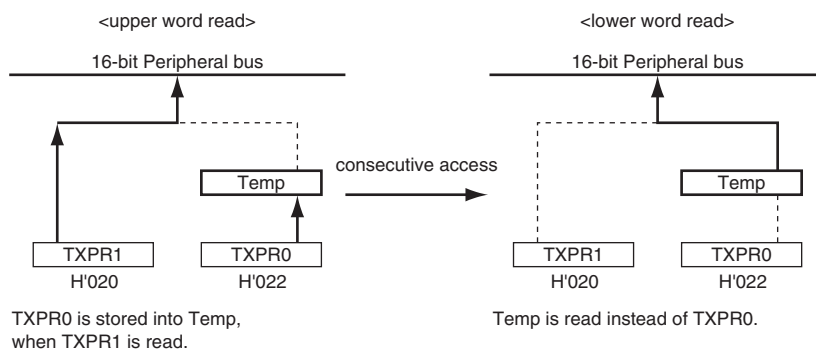 <upper word read>
16-bit Peripheral bus
Temp
TXPR1
TXPR0
H'020
H'022
TXPR0 is stored into Temp,
when TXPR1 is read.
consecutive access
<lower word read>
16-bit Peripheral bus
Temp
TXPR1
TXPR0
H'020
H'022
Temp is read instead of TXPR0.